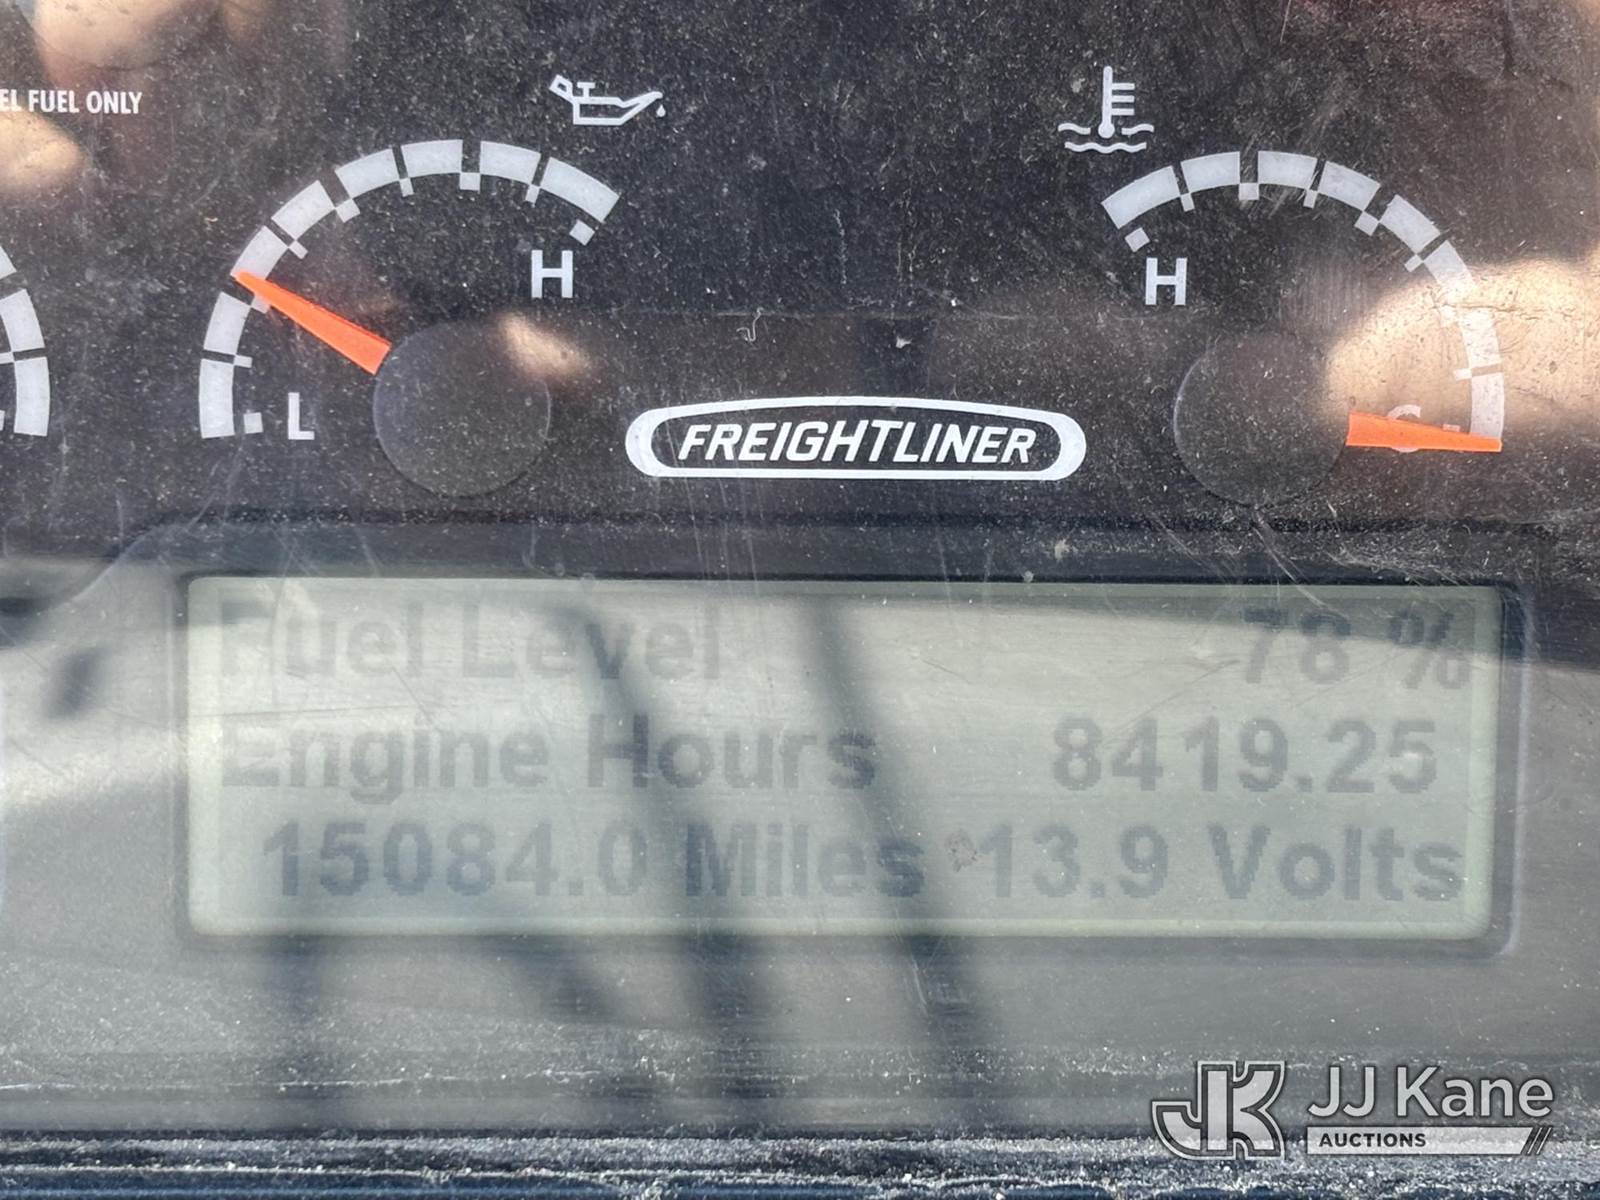 EL FUEL ONLY
H
H
L
C
FREIGHTLINER
Fuel Level 78 %
Engine Hours 8419.25
15084.0 Miles 13.9 Volts
JK JJ Kane
AUCTIONS